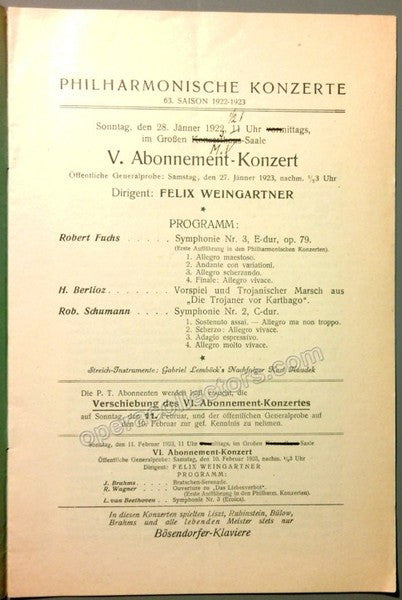 PHILHARMONISCHE KONZERTE
63. SAISON 1922-1923
Sonntag, den 28. Jänner 1922, 11 Uhr vormittags,
im Großen Konzerthaus-Saale
V. Abonnement-Konzert
Öffentliche Generalprobe: Samstag, den 27. Jänner 1923, nachm. ½3 Uhr
Dirigent: FELIX WEINGARTNER
PROGRAMM:
Robert Fuchs . . . . . Symphonie Nr. 3, E-dur, op. 79.
(Erste Aufführung in den Philharmonischen Konzerten).
1. Allegro maestoso.
2. Andante con variationi.
3. Allegro scherzando.
4. Finale: Allegro vivace.
H. Berlioz . . . . . . . Vorspiel und Trojanischer Marsch aus
„Die Trojaner vor Karthago“.
Rob. Schumann . . . . Symphonie Nr. 2, C-dur.
1. Sostenuto assai. — Allegro ma non troppo.
2. Scherzo: Allegro vivace.
3. Adagio espressivo.
4. Allegro molto vivace.
Streich-Instrumente: Gabriel Lemböck's Nachfolger Karl Haudek
Die P. T. Abonnenten werden höfl. ersucht, die
Verschiebung des VI. Abonnement-Konzertes
auf Sonntag, den 11. Februar, und der öffentlichen Generalprobe auf
den 10. Februar zur gef. Kenntnis zu nehmen.
Sonntag, den 11. Februar 1923, 11 Uhr mittags, im Großen Saale
VI. Abonnement-Konzert
Öffentliche Generalprobe: Samstag, den 10. Februar 1923, nachm. ½3 Uhr
Dirigent: FELIX WEINGARTNER
PROGRAMM:
J. Brahms . . . . Bratschen-Serenade.
R. Wagner . . . . Ouverture zu „Das Liebesverbot“.
(Erste Aufführung in den Philharm. Konzerten).
L. van Beethoven . . Symphonie Nr. 3 (Eroica).
In diesen Konzerten spielten Liszt, Rubinstein, Bülow,
Brahms und alle lebenden Meister stets nur
Bösendorfer-Klaviere
operacollectors.com